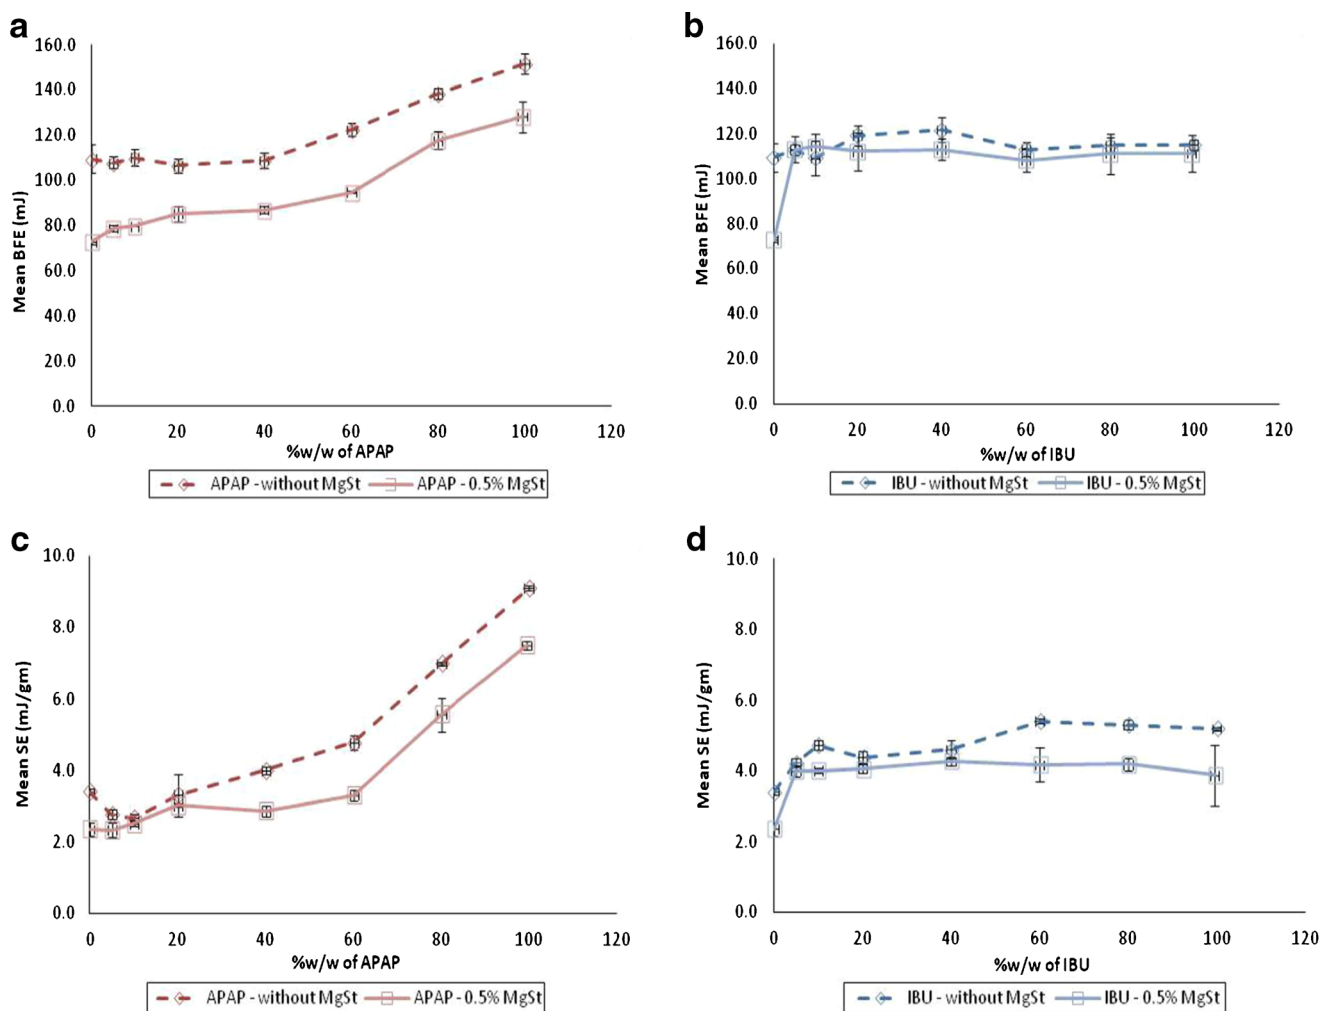 a
160.0
140.0
120.0
100.0
80.0
60.0
40.0
20.0
0.0
Mean BFE (mJ)
0 20 40 60 80 100 120
%w/w of APAP
APAP - without MgSt APAP - 0.5% MgSt
b
160.0
140.0
120.0
100.0
80.0
60.0
40.0
20.0
0.0
Mean BFE (mJ)
0 20 40 60 80 100 120
%w/w of IBU
IBU - without MgSt IBU - 0.5% MgSt
c
10.0
8.0
6.0
4.0
2.0
0.0
Mean SE (mJ/gm)
0 20 40 60 80 100 120
%w/w of APAP
APAP - without MgSt APAP - 0.5% MgSt
d
10.0
8.0
6.0
4.0
2.0
0.0
Mean SE (mJ/gm)
0 20 40 60 80 100 120
%w/w of IBU
IBU - without MgSt IBU - 0.5% MgSt